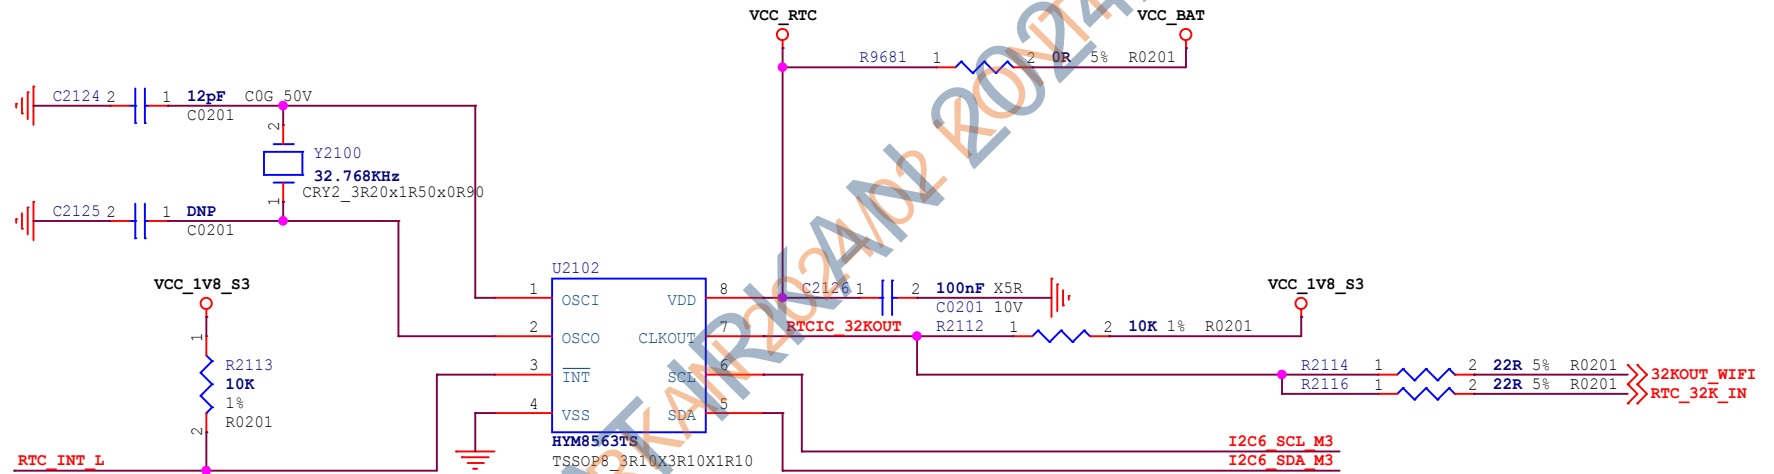 VCC_RTC
VCC_BAT
R9681 1 2 0R 5% R0201
C2124 2 1 12pF C0G 50V
C0201
2
Y2100
32.768KHz
CRY2_3R20x1R50x0R90
1
C2125 2 1 DNP
C0201
VCC_1V8_S3
1
R2113
10K
1%
R0201
2
RTC_INT_L
U2102
1 OSCI
2 OSCO
3 INT
4 VSS
VDD 8
CLKOUT 7
SCL 6
SDA 5
HYM8563TS
TSSOP8_3R10X3R10X1R10
C2126 1 2 100nF X5R
C0201 10V
RTCIC_32KOUT
R2112 1 2 10K 1% R0201
VCC_1V8_S3
R2114 1 2 22R 5% R0201 32KOUT_WIFI
R2116 1 2 22R 5% R0201 RTC_32K_IN
I2C6_SCL_M3
I2C6_SDA_M3